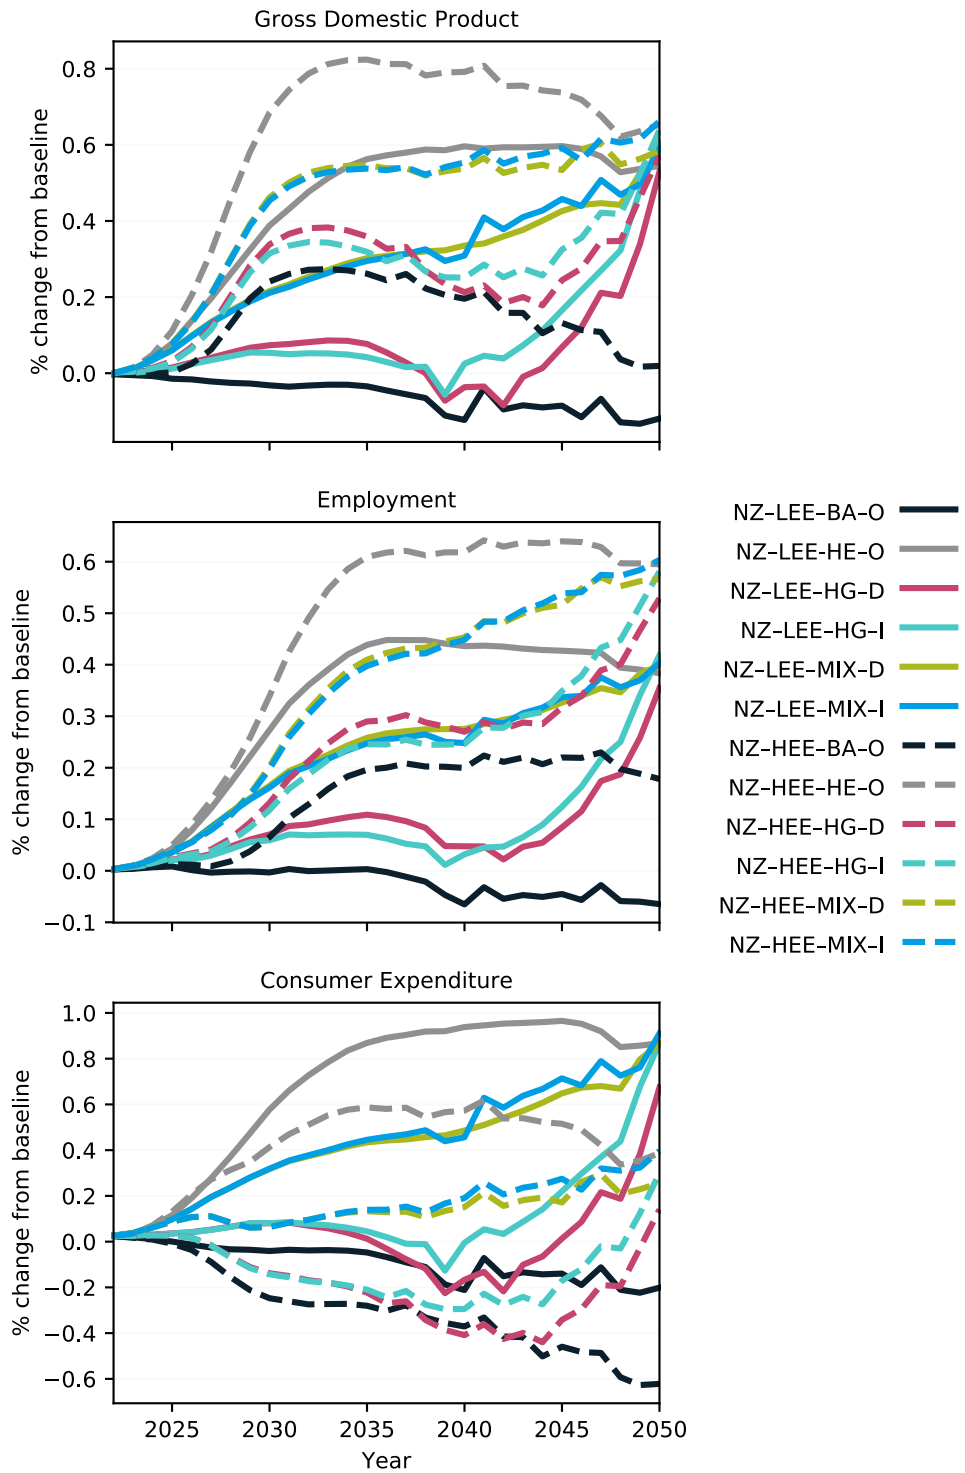 Gross Domestic Product
% change from baseline
0.8
0.6
0.4
0.2
0.0
Employment
% change from baseline
0.6
0.5
0.4
0.3
0.2
0.1
0.0
−0.1
NZ–LEE–BA–O
NZ–LEE–HE–O
NZ–LEE–HG–D
NZ–LEE–HG–I
NZ–LEE–MIX–D
NZ–LEE–MIX–I
NZ–HEE–BA–O
NZ–HEE–HE–O
NZ–HEE–HG–D
NZ–HEE–HG–I
NZ–HEE–MIX–D
NZ–HEE–MIX–I
Consumer Expenditure
% change from baseline
1.0
0.8
0.6
0.4
0.2
0.0
−0.2
−0.4
−0.6
2025 2030 2035 2040 2045 2050
Year